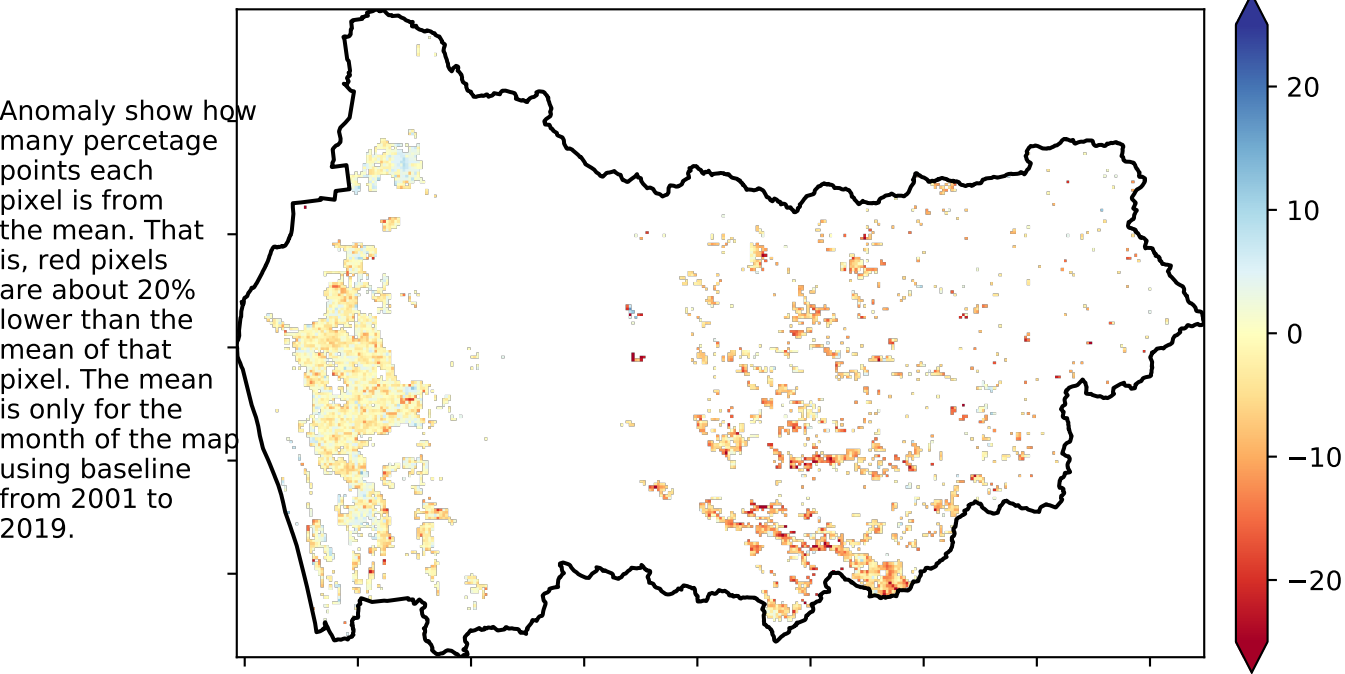 Anomaly show how
many percetage
points each
pixel is from
the mean. That
is, red pixels
are about 20%
lower than the
mean of that
pixel. The mean
is only for the
month of the map
using baseline
from 2001 to
2019.
20
10
0
−10
−20